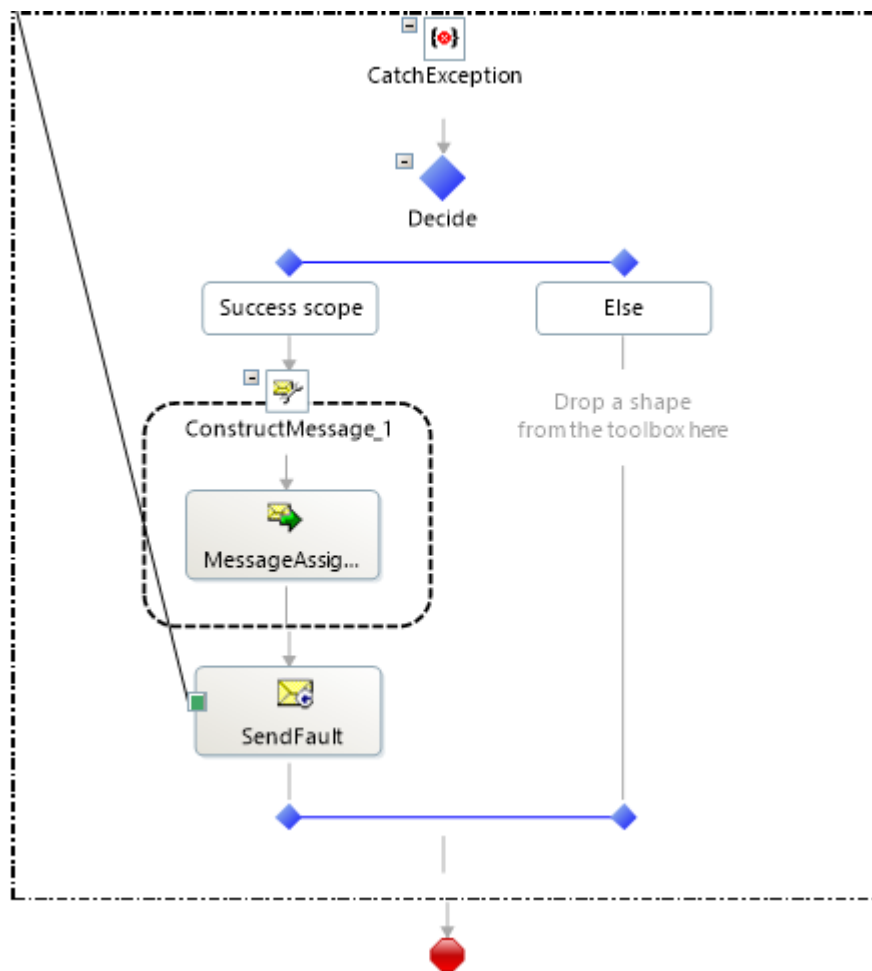 CatchException
Decide
Success scope
Else
Drop a shape
from the toolbox here
ConstructMessage_1
MessageAssig...
SendFault